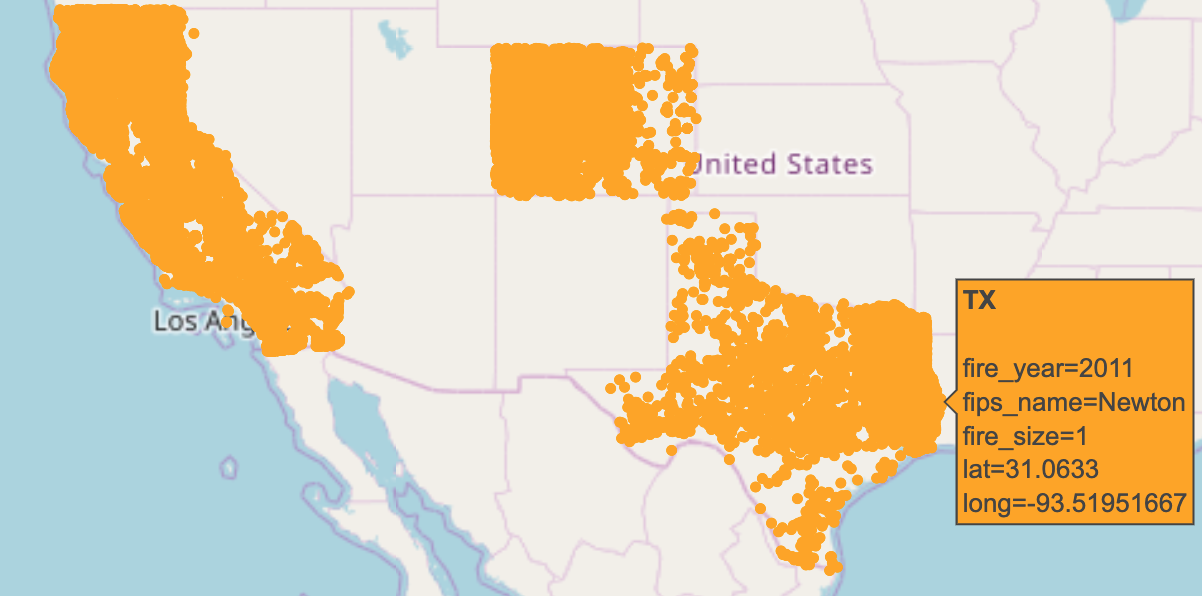 United States
Los Ang
TX
fire_year=2011
fips_name=Newton
fire_size=1
lat=31.0633
long=-93.51951667